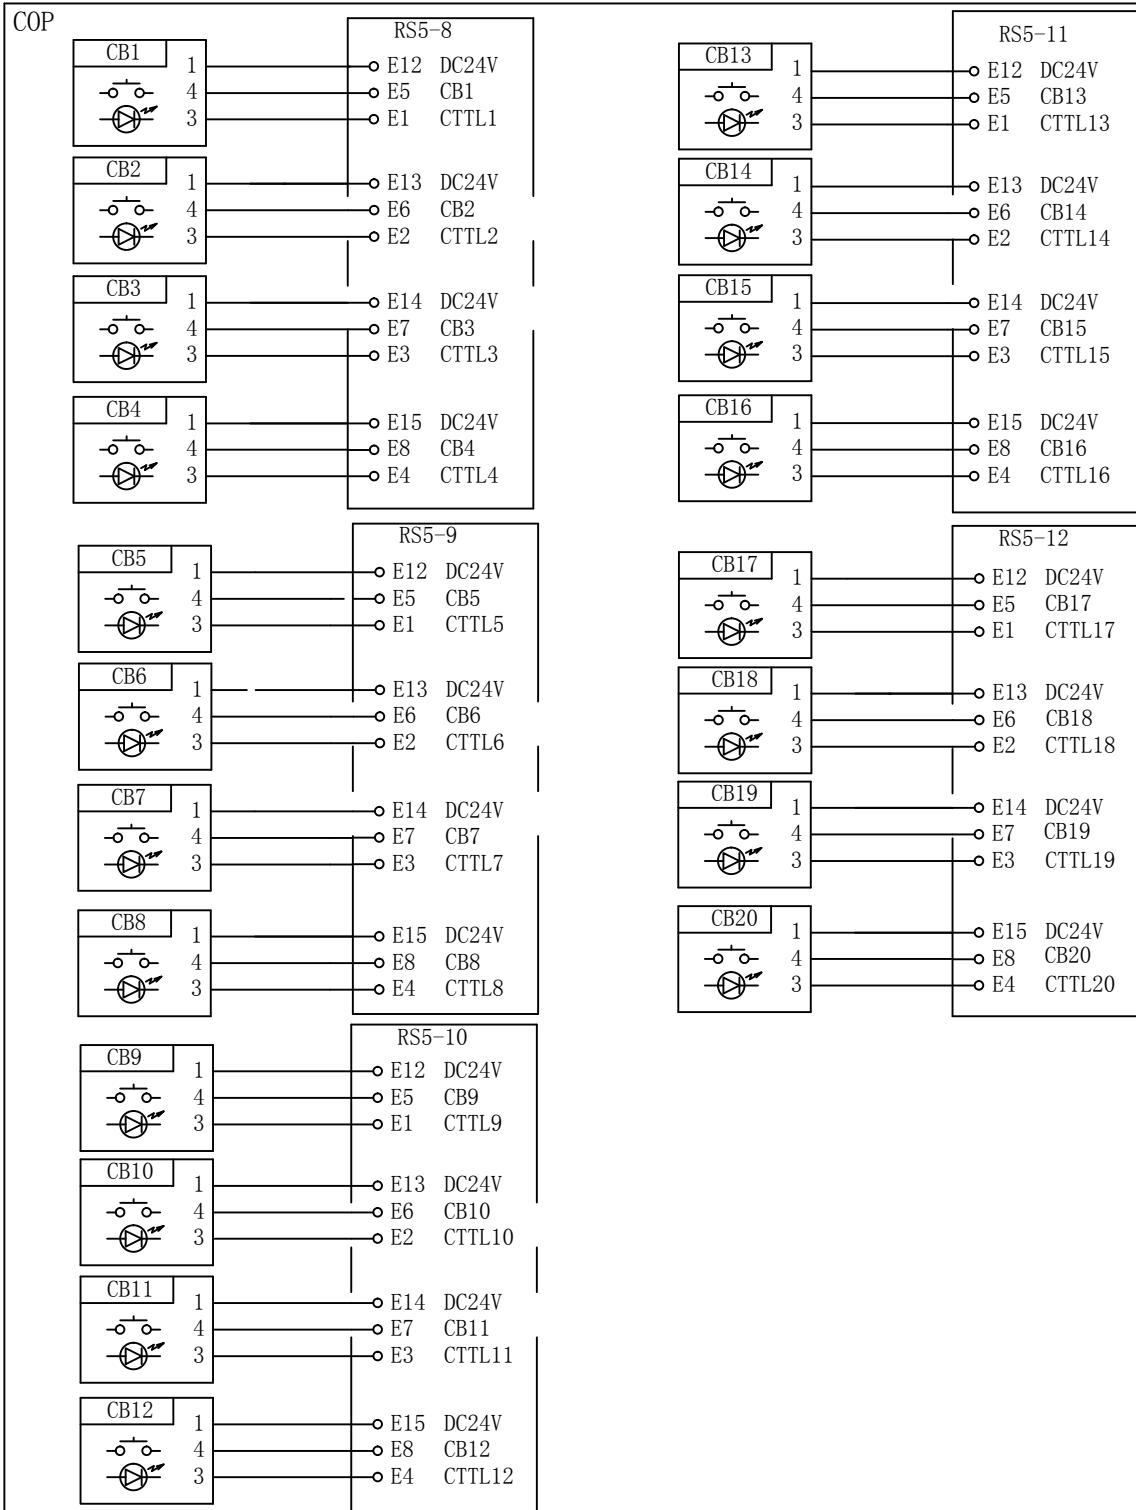 COP
RS5-8
CB1
1 E12 DC24V
4 E5 CB1
3 E1 CTTL1
CB2
1 E13 DC24V
4 E6 CB2
3 E2 CTTL2
CB3
1 E14 DC24V
4 E7 CB3
3 E3 CTTL3
CB4
1 E15 DC24V
4 E8 CB4
3 E4 CTTL4
RS5-9
CB5
1 E12 DC24V
4 E5 CB5
3 E1 CTTL5
CB6
1 E13 DC24V
4 E6 CB6
3 E2 CTTL6
CB7
1 E14 DC24V
4 E7 CB7
3 E3 CTTL7
CB8
1 E15 DC24V
4 E8 CB8
3 E4 CTTL8
RS5-10
CB9
1 E12 DC24V
4 E5 CB9
3 E1 CTTL9
CB10
1 E13 DC24V
4 E6 CB10
3 E2 CTTL10
CB11
1 E14 DC24V
4 E7 CB11
3 E3 CTTL11
CB12
1 E15 DC24V
4 E8 CB12
3 E4 CTTL12
RS5-11
CB13
1 E12 DC24V
4 E5 CB13
3 E1 CTTL13
CB14
1 E13 DC24V
4 E6 CB14
3 E2 CTTL14
CB15
1 E14 DC24V
4 E7 CB15
3 E3 CTTL15
CB16
1 E15 DC24V
4 E8 CB16
3 E4 CTTL16
RS5-12
CB17
1 E12 DC24V
4 E5 CB17
3 E1 CTTL17
CB18
1 E13 DC24V
4 E6 CB18
3 E2 CTTL18
CB19
1 E14 DC24V
4 E7 CB19
3 E3 CTTL19
CB20
1 E15 DC24V
4 E8 CB20
3 E4 CTTL20